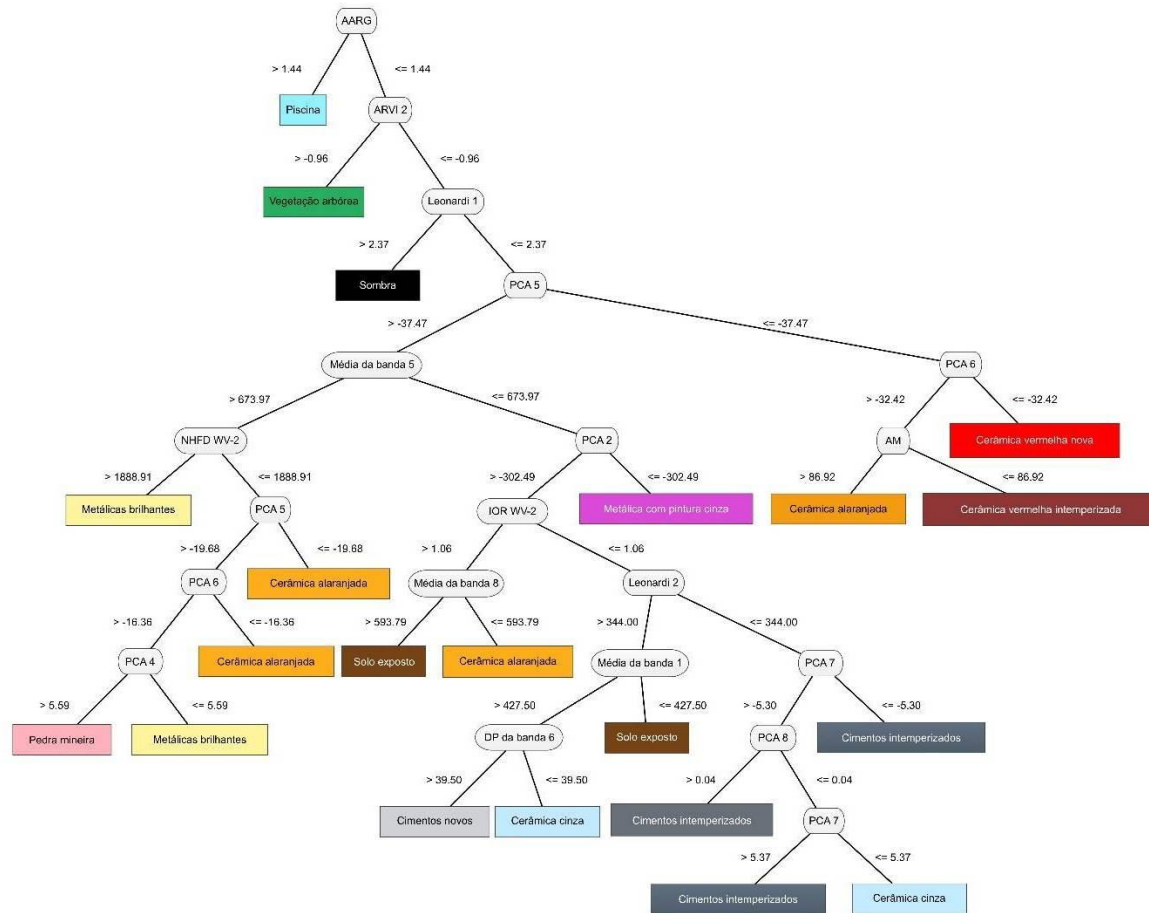 AARG
> 1.44
<= 1.44
Piscina
ARVI 2
> -0.96
<= -0.96
Vegetação arbórea
Leonardi 1
> 2.37
<= 2.37
Sombra
PCA 5
> -37.47
<= -37.47
Média da banda 5
PCA 6
> 673.97
<= 673.97
> -32.42
<= -32.42
NHFD WV-2
PCA 2
AM
Cerâmica vermelha nova
> 1888.91
<= 1888.91
> -302.49
<= -302.49
> 86.92
<= 86.92
Metálicas brilhantes
PCA 5
IOR WV-2
Metálica com pintura cinza
Cerâmica alaranjada
Cerâmica vermelha intemperizada
> -19.68
<= -19.68
> 1.06
<= 1.06
PCA 6
Cerâmica alaranjada
Média da banda 8
Leonardi 2
> -16.36
<= -16.36
> 593.79
<= 593.79
> 344.00
<= 344.00
PCA 4
Cerâmica alaranjada
Solo exposto
Cerâmica alaranjada
Média da banda 1
PCA 7
> 5.59
<= 5.59
> 427.50
<= 427.50
> -5.30
<= -5.30
Pedra mineira
Metálicas brilhantes
DP da banda 6
Solo exposto
PCA 8
Cimentos intemperizados
> 39.50
<= 39.50
> 0.04
<= 0.04
Cimentos novos
Cerâmica cinza
Cimentos intemperizados
PCA 7
> 5.37
<= 5.37
Cimentos intemperizados
Cerâmica cinza